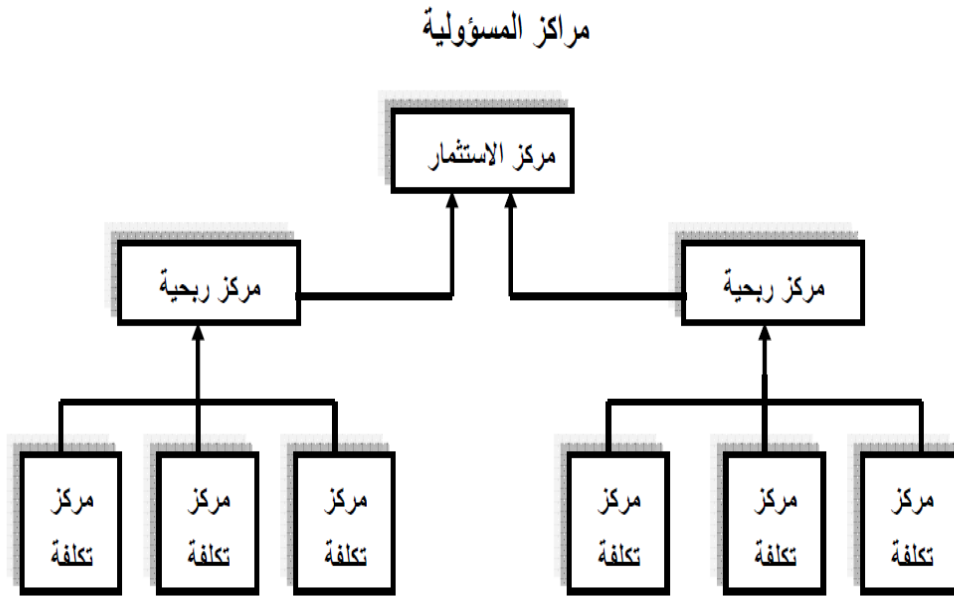 مراكز المسؤولية
مركز الاستثمار
مركز ربحية
مركز ربحية
مركز
تكلفة
مركز
تكلفة
مركز
تكلفة
مركز
تكلفة
مركز
تكلفة
مركز
تكلفة